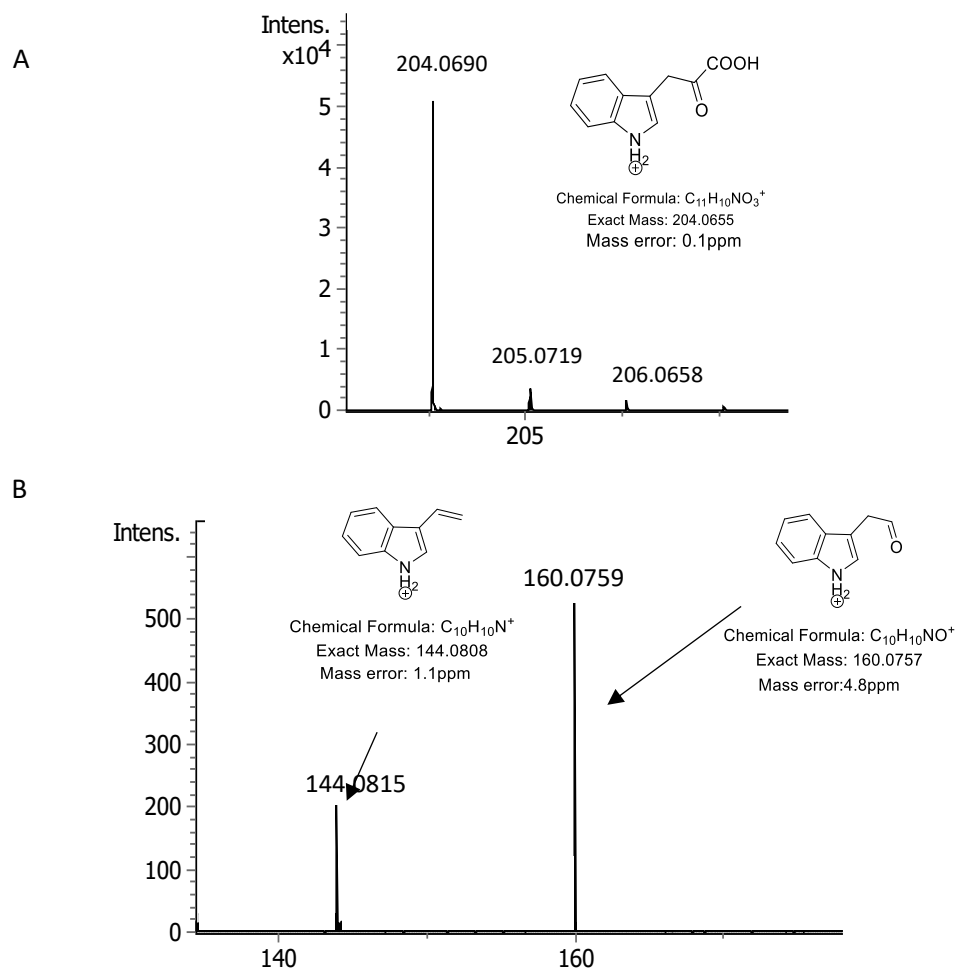 A
Intens.
x10⁴
204.0690
COOH
O
N
H₂
⊕
Chemical Formula: C₁₁H₁₀NO₃⁺
Exact Mass: 204.0655
Mass error: 0.1ppm
5
4
3
2
1
0
205.0719
206.0658
205
B
Intens.
N
H₂
⊕
Chemical Formula: C₁₀H₁₀N⁺
Exact Mass: 144.0808
Mass error: 1.1ppm
160.0759
O
N
H₂
⊕
Chemical Formula: C₁₀H₁₀NO⁺
Exact Mass: 160.0757
Mass error:4.8ppm
500
400
300
144.0815
200
100
0
140
160